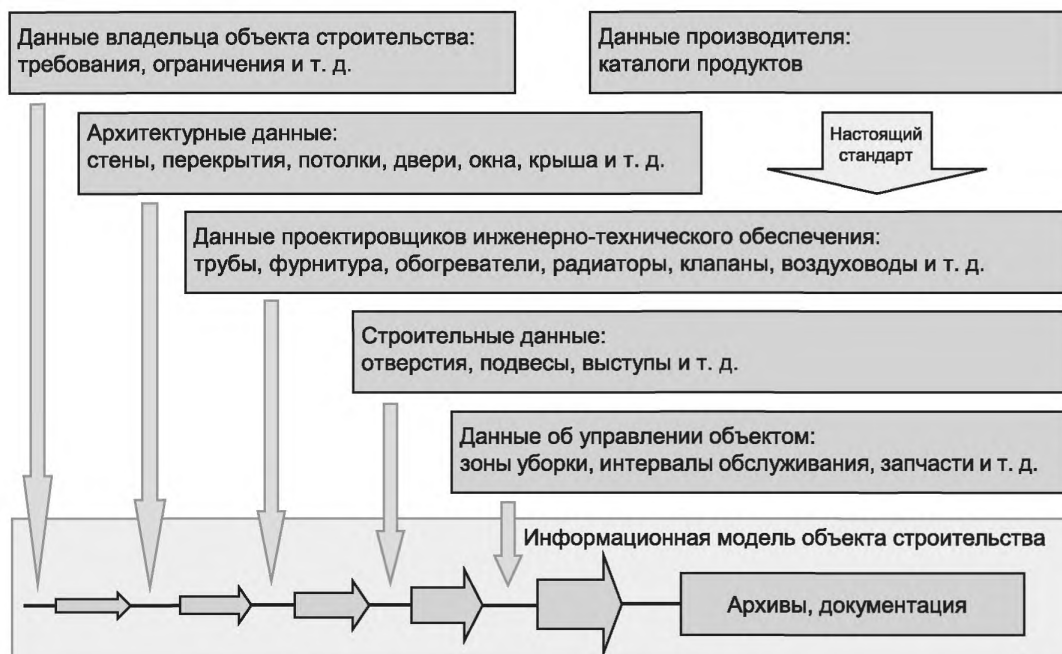 Данные владельца объекта строительства:
требования, ограничения и т. д.
Данные производителя:
каталоги продуктов
Архитектурные данные:
стены, перекрытия, потолки, двери, окна, крыша и т. д.
Настоящий
стандарт
Данные проектировщиков инженерно-технического обеспечения:
трубы, фурнитура, обогреватели, радиаторы, клапаны, воздуховоды и т. д.
Строительные данные:
отверстия, подвесы, выступы и т. д.
Данные об управлении объектом:
зоны уборки, интервалы обслуживания, запчасти и т. д.
Информационная модель объекта строительства
Архивы, документация